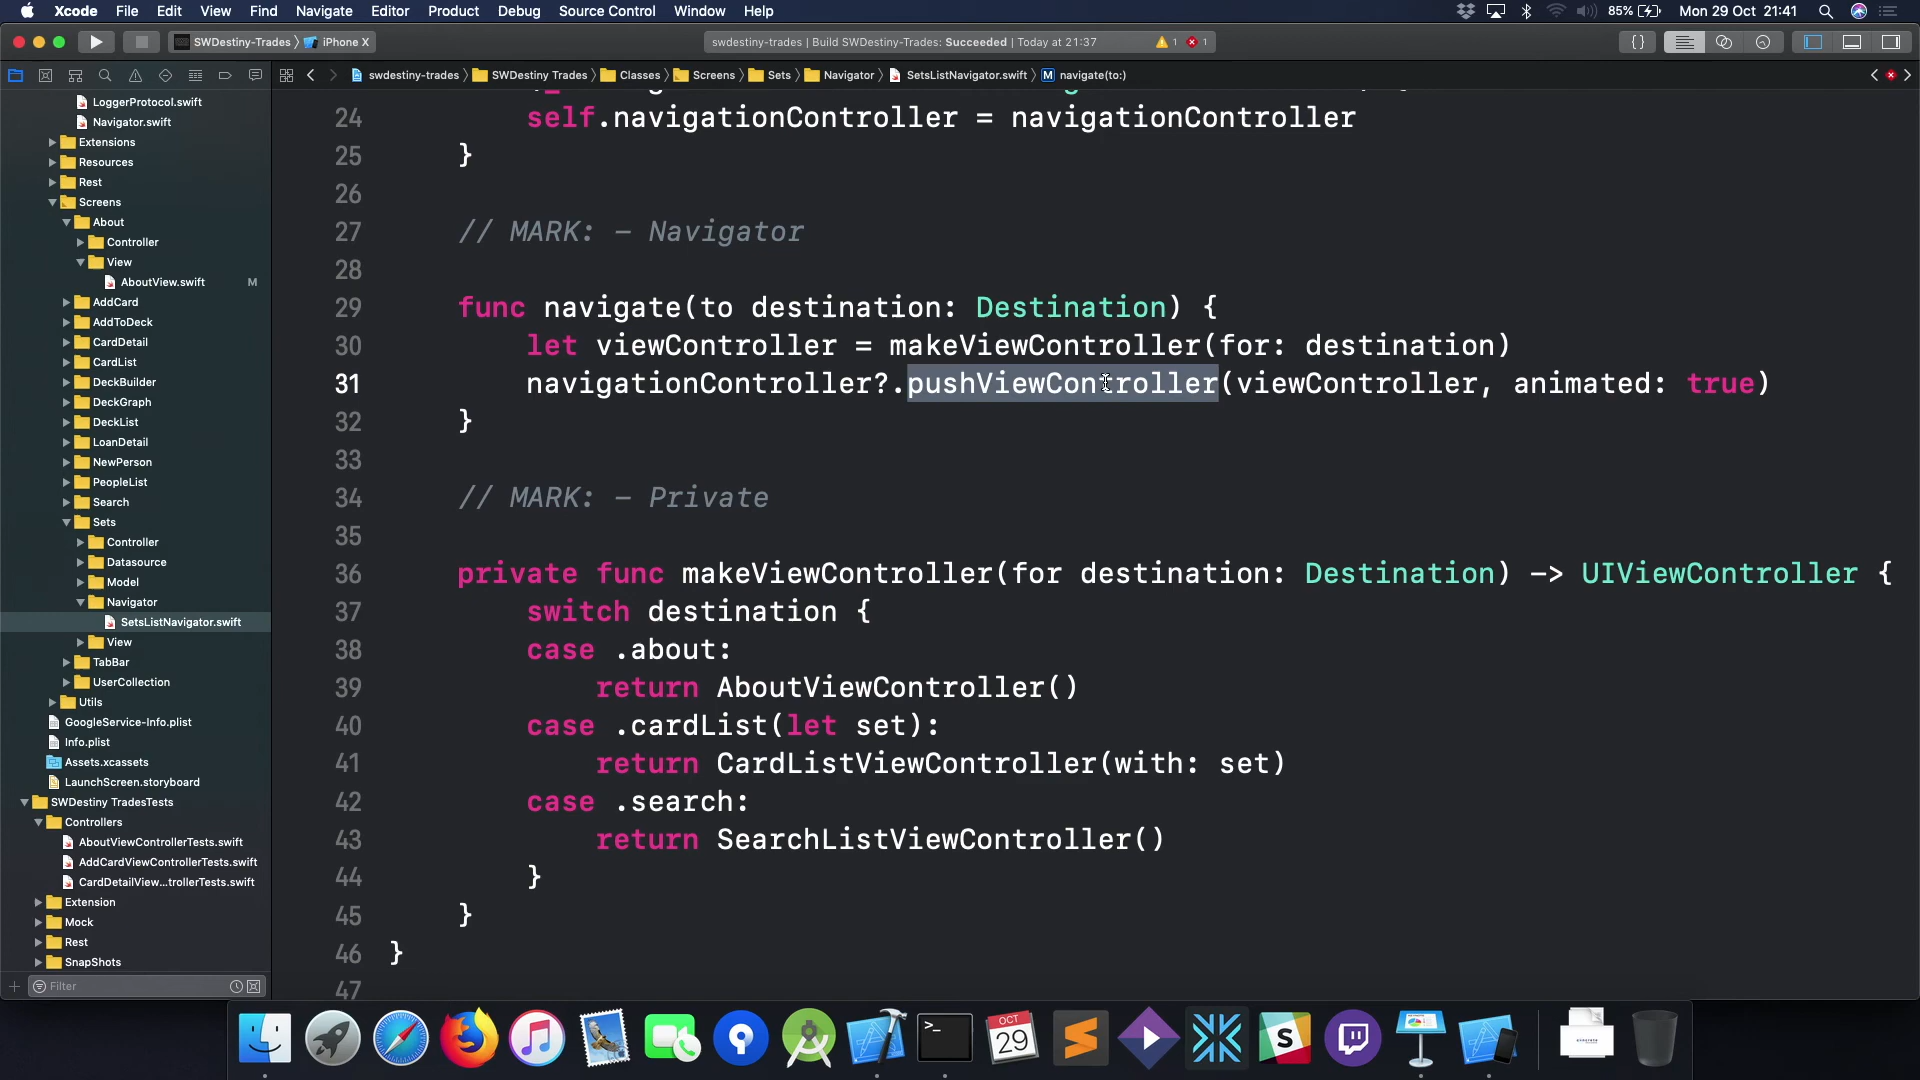 Xcode File Edit View Find Navigate Editor Product Debug Source Control Window Help 85% Mon 29 Oct 21:41
SWDestiny-Trades iPhone X
swdestiny-trades | Build SWDestiny-Trades: Succeeded | Today at 21:37 1 1
swdestiny-trades SWDestiny Trades Classes Screens Sets Navigator SetsListNavigator.swift M navigate(to:)
LoggerProtocol.swift
Navigator.swift
Extensions
Resources
Rest
Screens
About
Controller
View
AboutView.swift M
AddCard
AddToDeck
CardDetail
CardList
DeckBuilder
DeckGraph
DeckList
LoanDetail
NewPerson
PeopleList
Search
Sets
Controller
Datasource
Model
Navigator
SetsListNavigator.swift
View
TabBar
UserCollection
Utils
GoogleService-Info.plist
Info.plist
Assets.xcassets
LaunchScreen.storyboard
SWDestiny TradesTests
Controllers
AboutViewControllerTests.swift
AddCardViewControllerTests.swift
CardDetailView...trollerTests.swift
Extension
Mock
Rest
SnapShots
Filter
24 self.navigationController = navigationController
25 }
26
27 // MARK: - Navigator
28
29 func navigate(to destination: Destination) {
30 let viewController = makeViewController(for: destination)
31 navigationController?.pushViewController(viewController, animated: true)
32 }
33
34 // MARK: - Private
35
36 private func makeViewController(for destination: Destination) -> UIViewController {
37 switch destination {
38 case .about:
39 return AboutViewController()
40 case .cardList(let set):
41 return CardListViewController(with: set)
42 case .search:
43 return SearchListViewController()
44 }
45 }
46 }
47
OCT
29